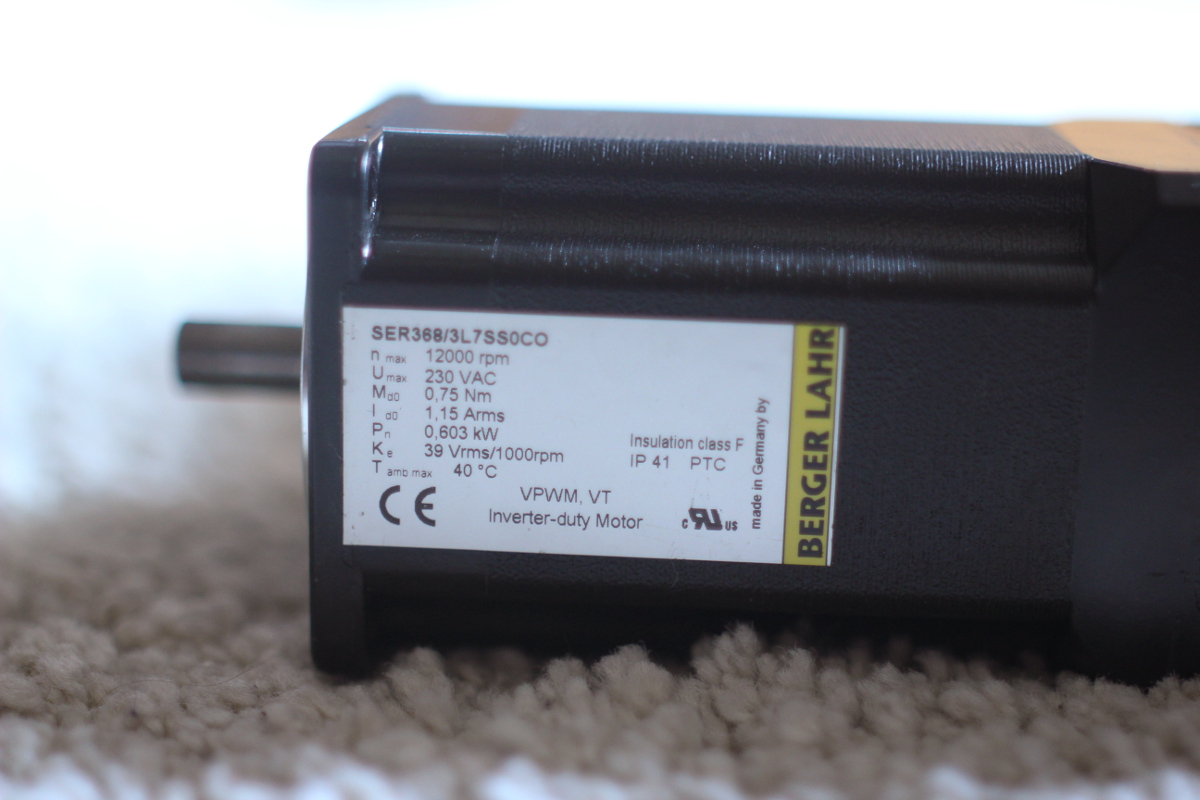 SER368/3L7SS0CO
n max 12000 rpm
U max 230 VAC
M d0 0,75 Nm
I d0 1,15 Arms
P n 0,603 kW
K e 39 Vrms/1000rpm
T amb max 40 °C
Insulation class F
IP 41 PTC
VPWM, VT
Inverter-duty Motor
CE
c RU US
made in Germany by
BERGER LAHR